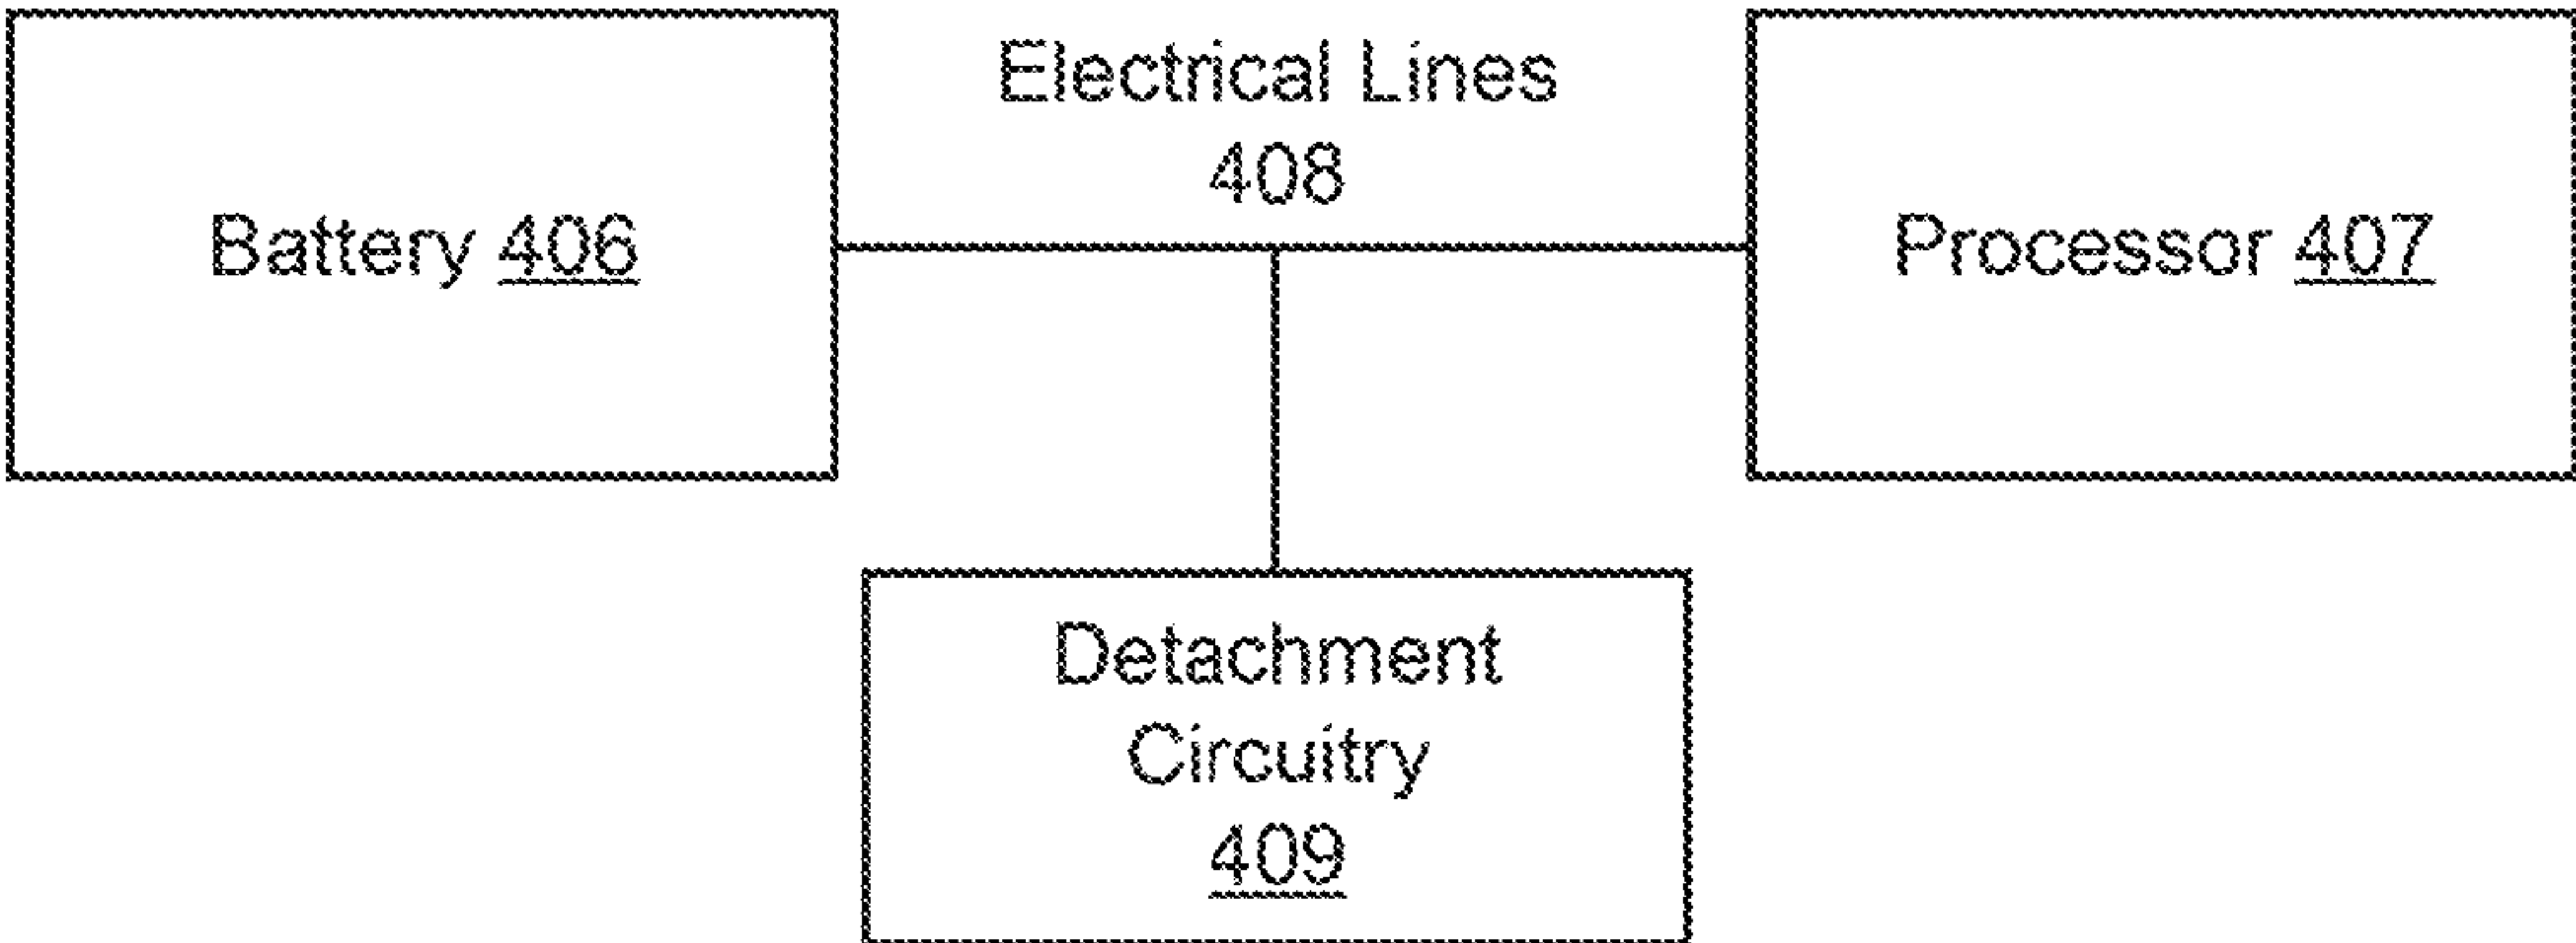 Electrical Lines
408
Battery 406
Processor 407
Detachment
Circuitry
409